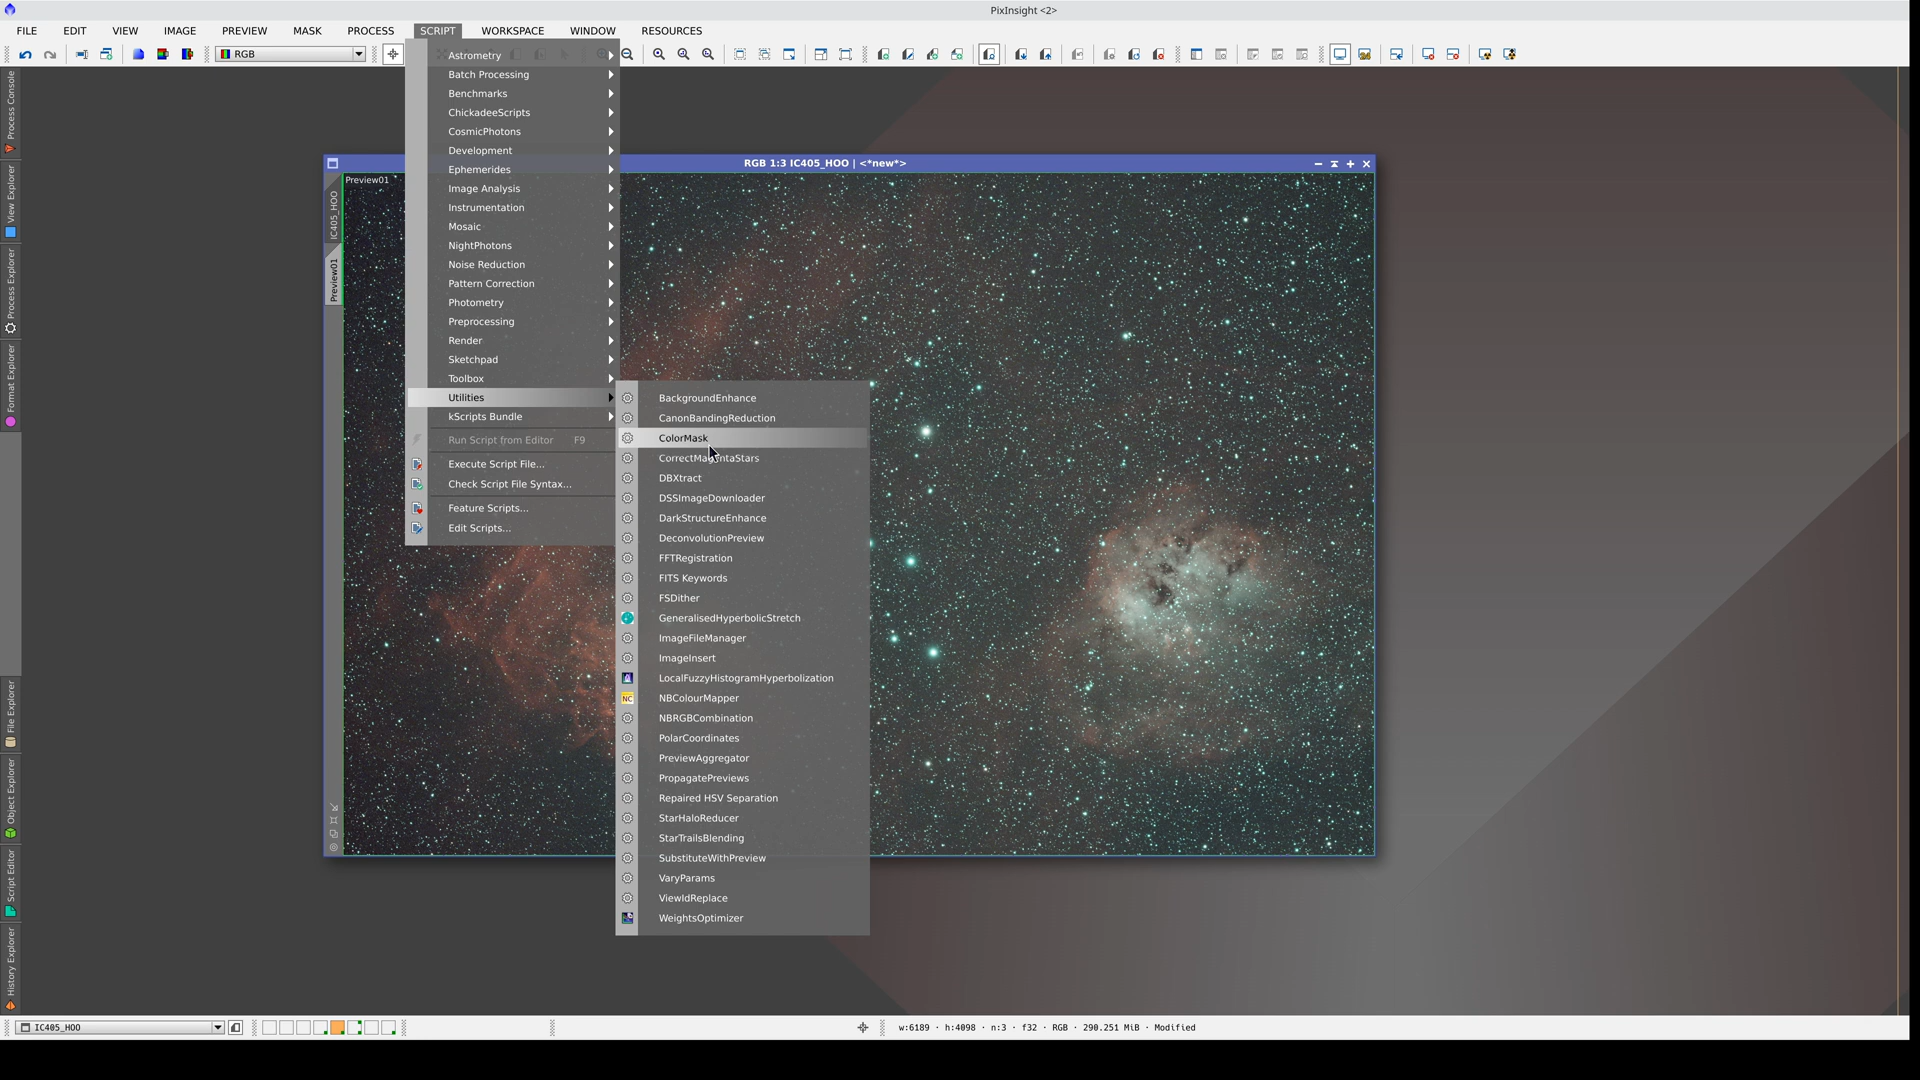 PixInsight <2>
FILE EDIT VIEW IMAGE PREVIEW MASK PROCESS SCRIPT WORKSPACE WINDOW RESOURCES
RGB
Astrometry
Batch Processing
Benchmarks
ChickadeeScripts
CosmicPhotons
Development
Ephemerides
Image Analysis
Instrumentation
Mosaic
NightPhotons
Noise Reduction
Pattern Correction
Photometry
Preprocessing
Render
Sketchpad
Toolbox
Utilities
kScripts Bundle
Run Script from Editor F9
Execute Script File...
Check Script File Syntax...
Feature Scripts...
Edit Scripts...
BackgroundEnhance
CanonBandingReduction
ColorMask
CorrectMagentaStars
DBXtract
DSSImageDownloader
DarkStructureEnhance
DeconvolutionPreview
FFTRegistration
FITS Keywords
FSDither
GeneralisedHyperbolicStretch
ImageFileManager
ImageInsert
LocalFuzzyHistogramHyperbolization
NC NBColourMapper
NBRGBCombination
PolarCoordinates
PreviewAggregator
PropagatePreviews
Repaired HSV Separation
StarHaloReducer
StarTrailsBlending
SubstituteWithPreview
VaryParams
ViewIdReplace
WeightsOptimizer
RGB 1:3 IC405_HOO | <*new*>
Preview01
IC405_HOO
Preview01
Process Console
View Explorer
Process Explorer
Format Explorer
File Explorer
Object Explorer
Script Editor
History Explorer
IC405_HOO
w:6189 · h:4098 · n:3 · f32 · RGB · 290.251 MiB · Modified